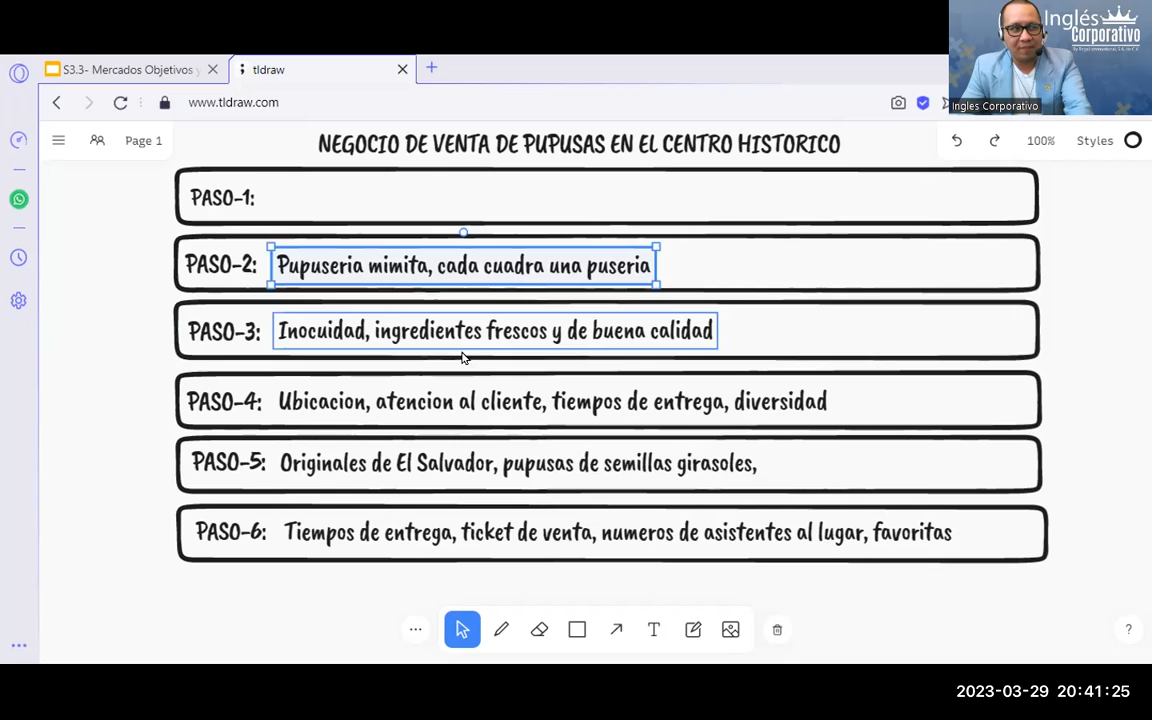 Inglés
Corporativo
Ingles Corporativo
S3.3- Mercados Objetivos y
tldraw
www.tldraw.com
Page 1
100%
Styles
NEGOCIO DE VENTA DE PUPUSAS EN EL CENTRO HISTORICO
PASO-1:
PASO-2: Pupuseria mimita, cada cuadra una puseria
PASO-3: Inocuidad, ingredientes frescos y de buena calidad
PASO-4: Ubicacion, atencion al cliente, tiempos de entrega, diversidad
PASO-5: Originales de El Salvador, pupusas de semillas girasoles,
PASO-6: Tiempos de entrega, ticket de venta, numeros de asistentes al lugar, favoritas
?
2023-03-29 20:41:25